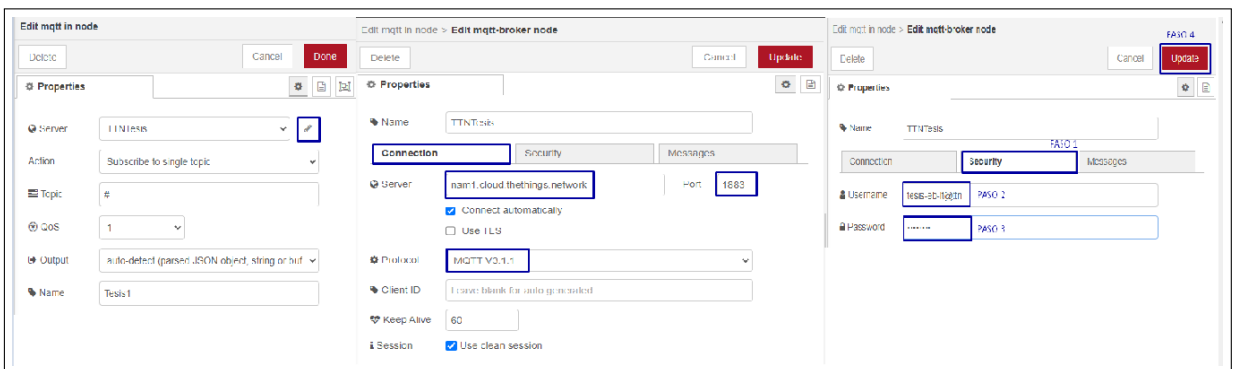 Edit mqtt in node
Delete
Cancel
Done
Properties
Server
TTNTesis
Action
Subscribe to single topic
Topic
#
QoS
1
Output
auto-detect (parsed JSON object, string or buf
Name
Tesis1
Edit mqtt in node > Edit mqtt-broker node
Delete
Cancel
Update
Properties
Name
TTNTesis
Connection
Security
Messages
Server
nam1.cloud.thethings.network
Port
1883
Connect automatically
Use TLS
Protocol
MQTT V3.1.1
Client ID
Leave blank for auto generated
Keep Alive
60
Session
Use clean session
Edit mqtt in node > Edit mqtt-broker node
PASO 4
Delete
Cancel
Update
Properties
Name
TTNTesis
PASO 1
Connection
Security
Messages
Username
PASO 2
Password
········
PASO 3